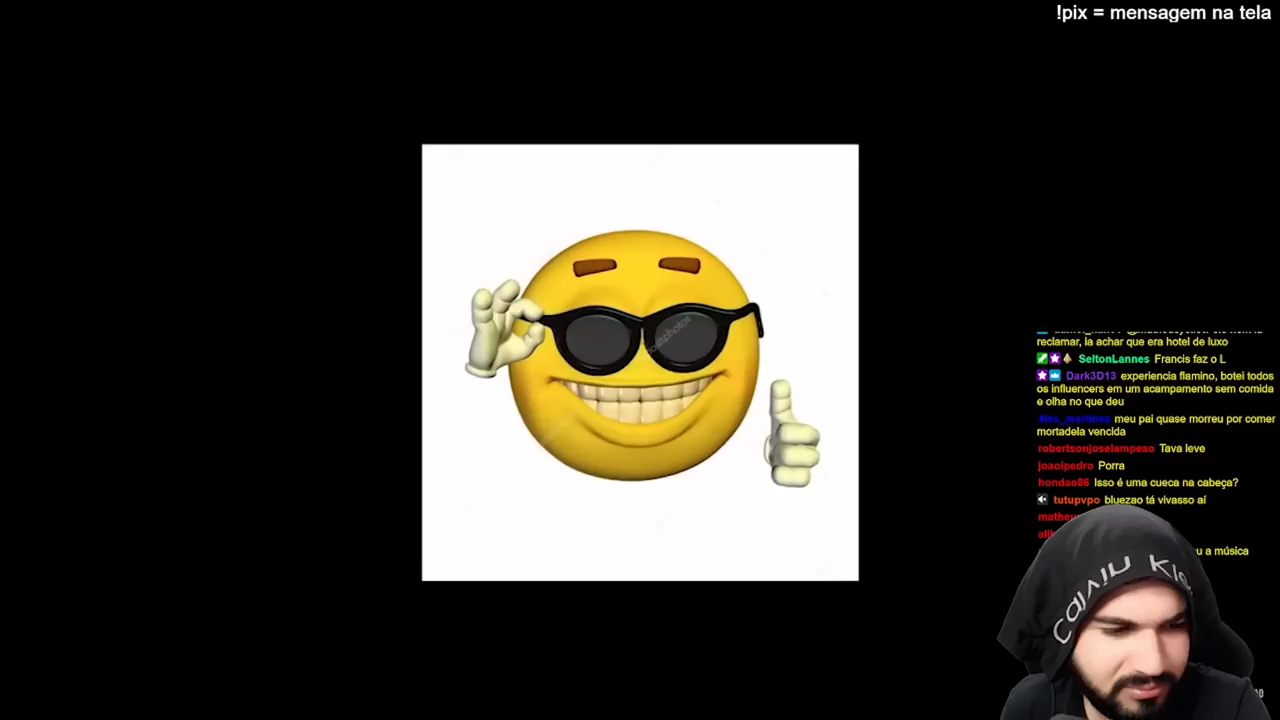 !pix = mensagem na tela
reclamar, ia achar que era hotel de luxo
SeltonLannes Francis faz o L
Dark3D13 experiencia flamino, botei todos
os influencers em um acampamento sem comida
e olha no que deu
meu pai quase morreu por comer
mortadela vencida
robertsonjoselampeao Tava leve
joaolpedro Porra
hondao86 Isso é uma cueca na cabeça?
tutupvpo bluezao tá vivasso aí
u a música
Calvin Kle